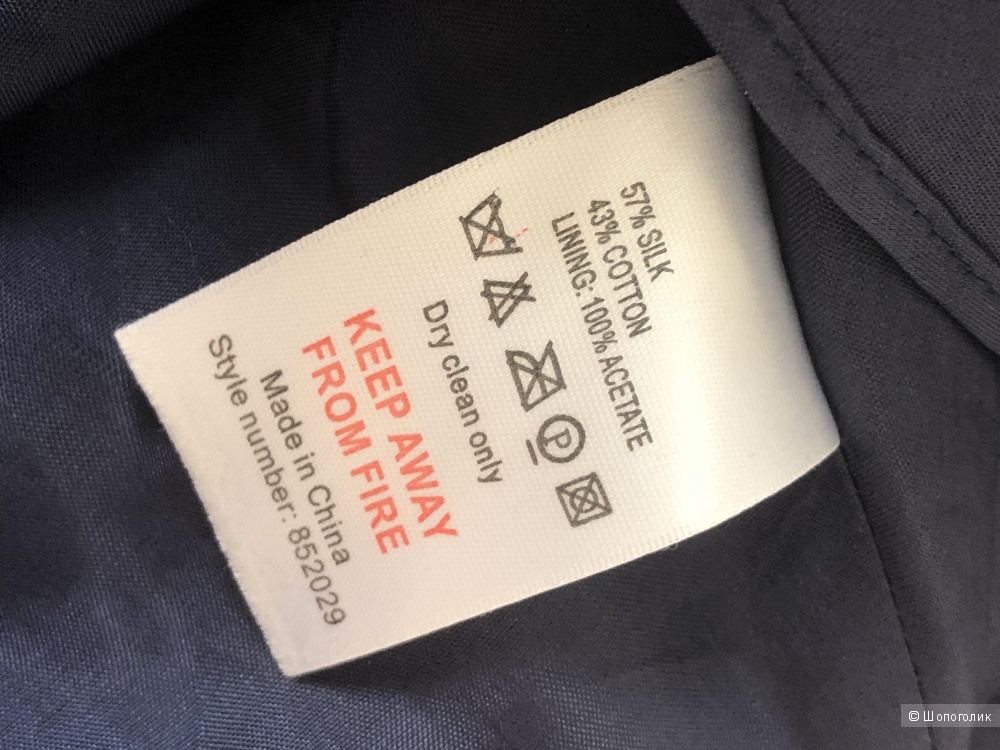 57% SILK
43% COTTON
LINING: 100% ACETATE
P
Dry clean only
KEEP AWAY
FROM FIRE
Made in China
Style number: 852029
© Шопоголик